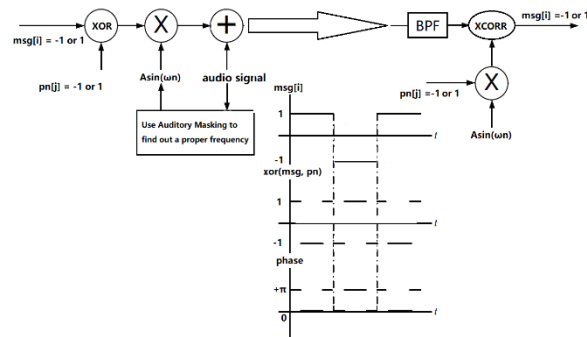 XOR
X
+
BPF
XCORR
msg[i] = -1 or 1
msg[i] =-1 or 1
pn[j] = -1 or 1
Asin(ωn)
audio signal
Use Auditory Masking to
find out a proper frequency
pn[j] =-1 or 1
X
Asin(ωn)
msg[i]
1
t
-1
xor(msg, pn)
1
t
-1
phase
+π
0
t